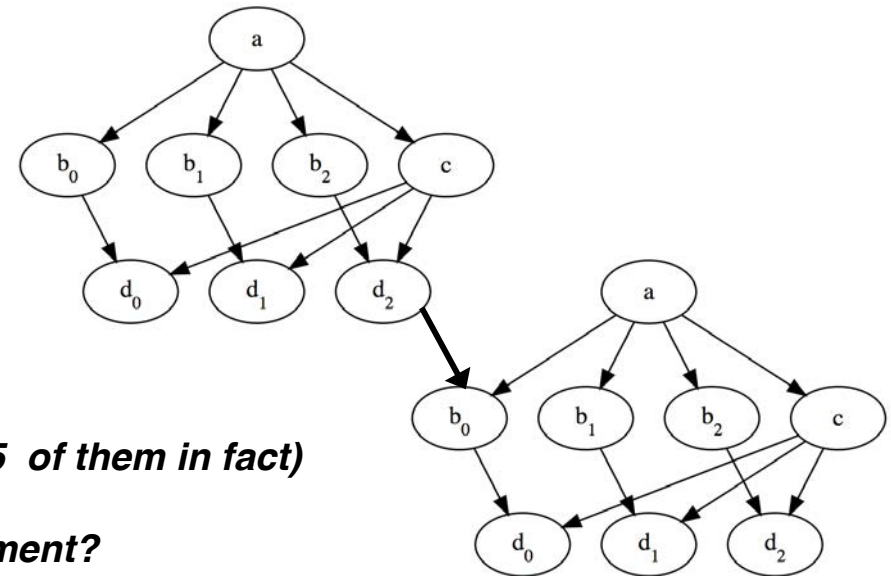 a
b0 b1 b2 c
d0 d1 d2
a
b0 b1 b2 c
5 of them in fact)
ment?
d0 d1 d2